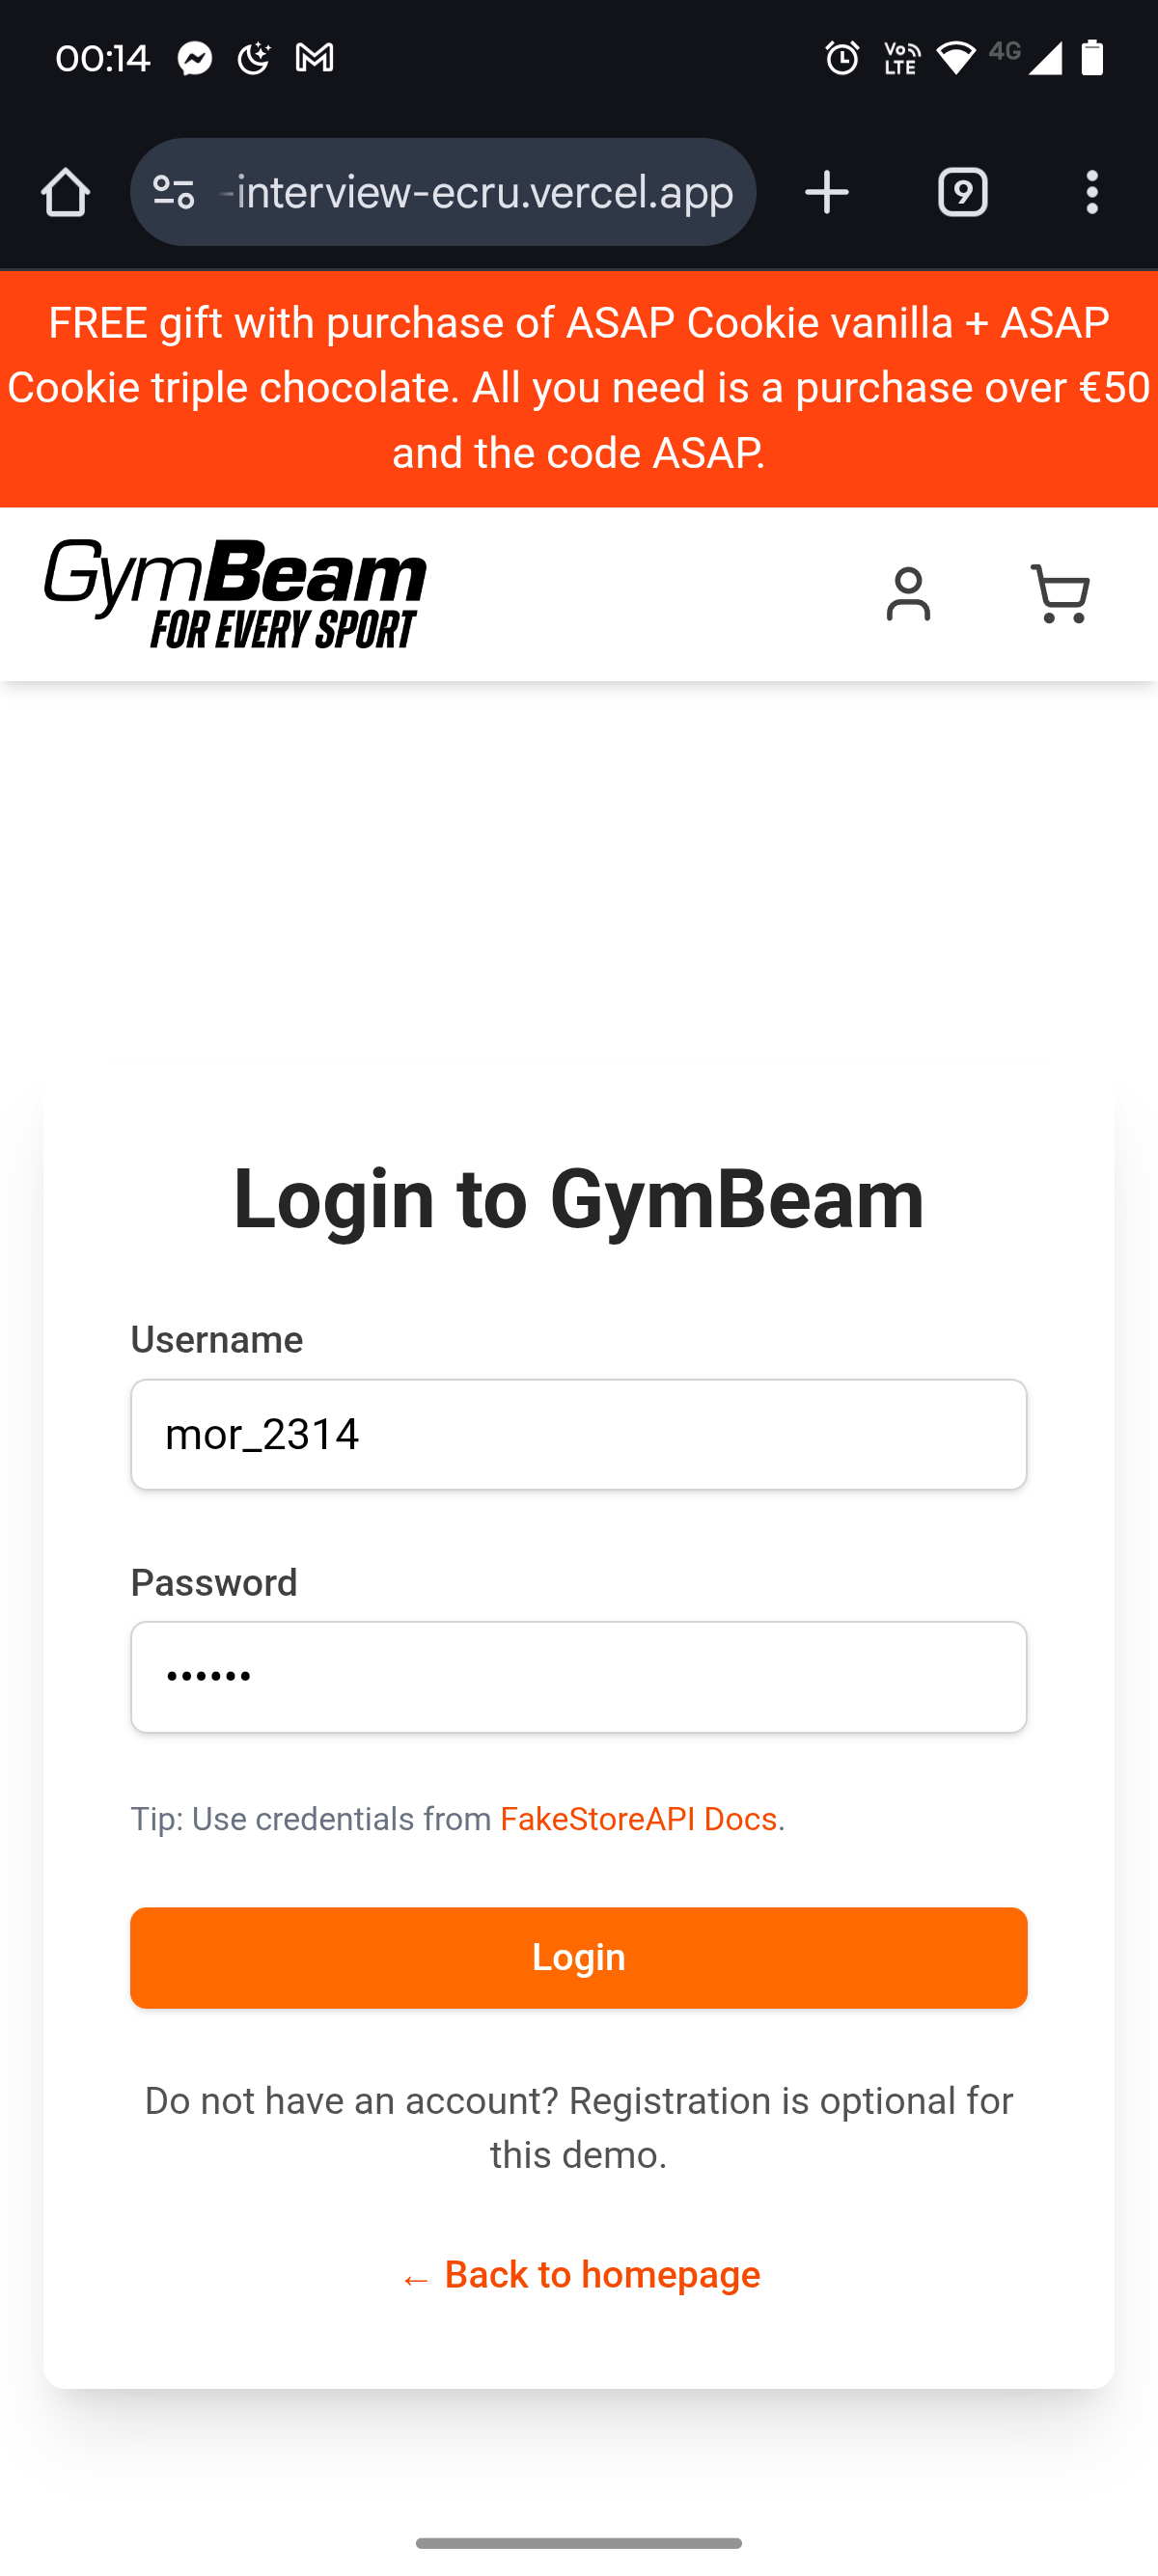 00:14
Vo
LTE
4G
-interview-ecru.vercel.app
9
FREE gift with purchase of ASAP Cookie vanilla + ASAP
Cookie triple chocolate. All you need is a purchase over €50
and the code ASAP.
GymBeam
FOR EVERY SPORT
Login to GymBeam
Username
mor_2314
Password
••••••
Tip: Use credentials from FakeStoreAPI Docs.
Login
Do not have an account? Registration is optional for
this demo.
← Back to homepage